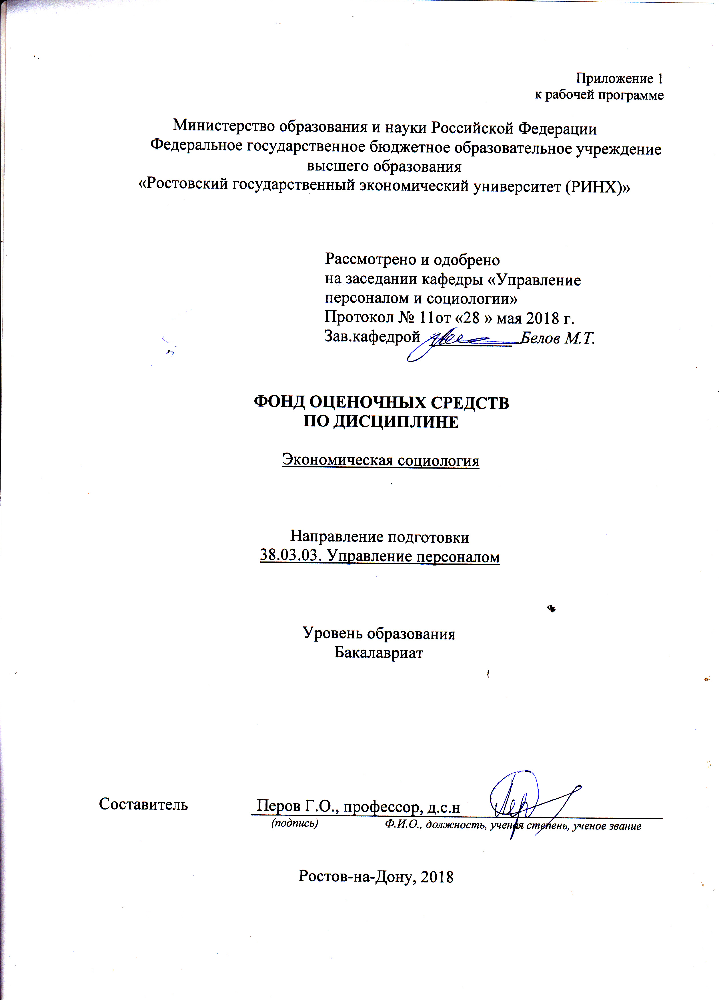 Приложение 1
к рабочей программе
Министерство образования и науки Российской Федерации
Федеральное государственное бюджетное образовательное учреждение
высшего образования
«Ростовский государственный экономический университет (РИНХ)»
Рассмотрено и одобрено
на заседании кафедры «Управление
персоналом и социологии»
Протокол № 11от «28 » мая 2018 г.
Зав.кафедрой Белов М.Т.
ФОНД ОЦЕНОЧНЫХ СРЕДСТВ
ПО ДИСЦИПЛИНЕ
Экономическая социология
Направление подготовки
38.03.03. Управление персоналом
Уровень образования
Бакалавриат
Составитель Перов Г.О., профессор, д.с.н
(подпись) Ф.И.О., должность, ученая степень, ученое звание
Ростов-на-Дону, 2018